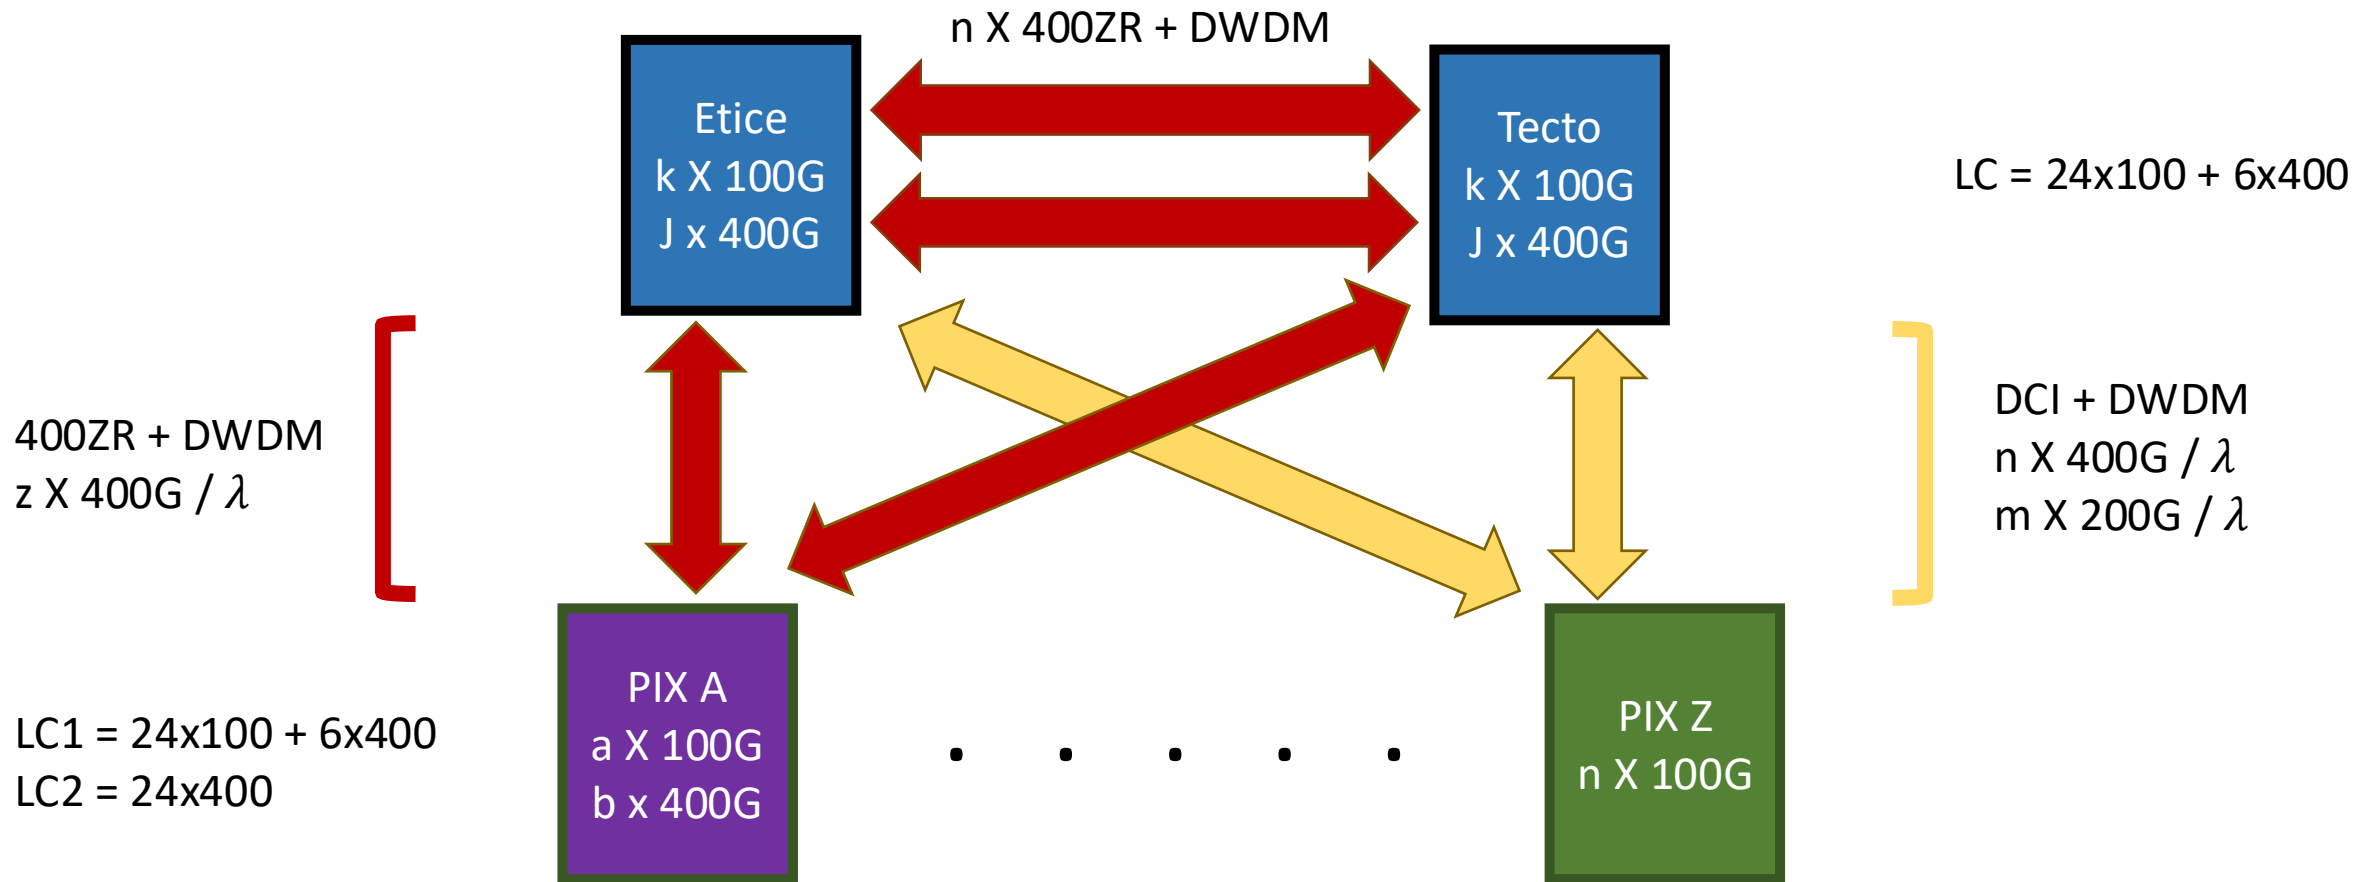 n X 400ZR + DWDM
Etice
k X 100G
J x 400G
Tecto
k X 100G
J x 400G
LC = 24x100 + 6x400
400ZR + DWDM
z X 400G / λ
DCI + DWDM
n X 400G / λ
m X 200G / λ
LC1 = 24x100 + 6x400
LC2 = 24x400
PIX A
a X 100G
b x 400G
PIX Z
n X 100G